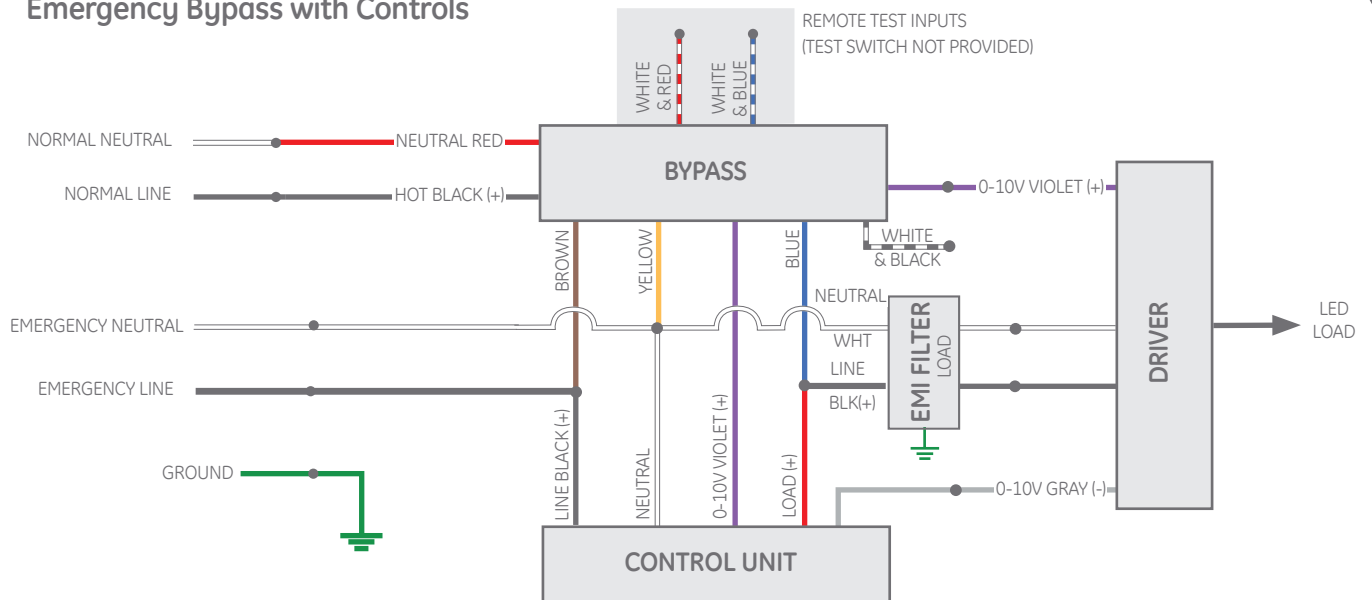 Emergency Bypass with Controls
REMOTE TEST INPUTS
(TEST SWITCH NOT PROVIDED)
WHITE
& RED
WHITE
& BLUE
NORMAL NEUTRAL
NEUTRAL RED
BYPASS
NORMAL LINE
HOT BLACK (+)
0-10V VIOLET (+)
BROWN
YELLOW
BLUE
WHITE
& BLACK
NEUTRAL
EMERGENCY NEUTRAL
WHT
EMI FILTER
LOAD
DRIVER
LED
LOAD
LINE
EMERGENCY LINE
BLK(+)
LINE BLACK (+)
NEUTRAL
0-10V VIOLET (+)
LOAD (+)
GROUND
0-10V GRAY (-)
CONTROL UNIT